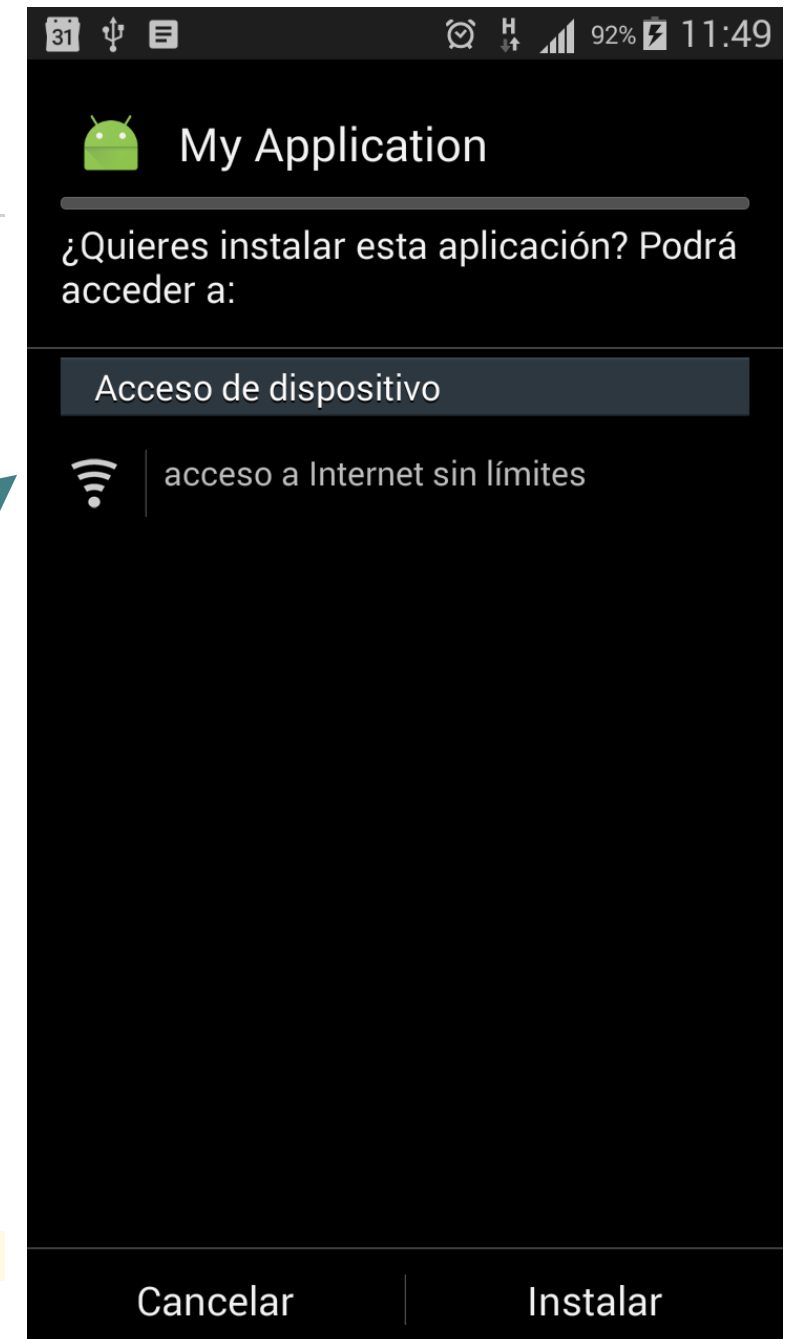 31 H 92% 11:49
My Application
¿Quieres instalar esta aplicación? Podrá
acceder a:
Acceso de dispositivo
acceso a Internet sin límites
Cancelar Instalar